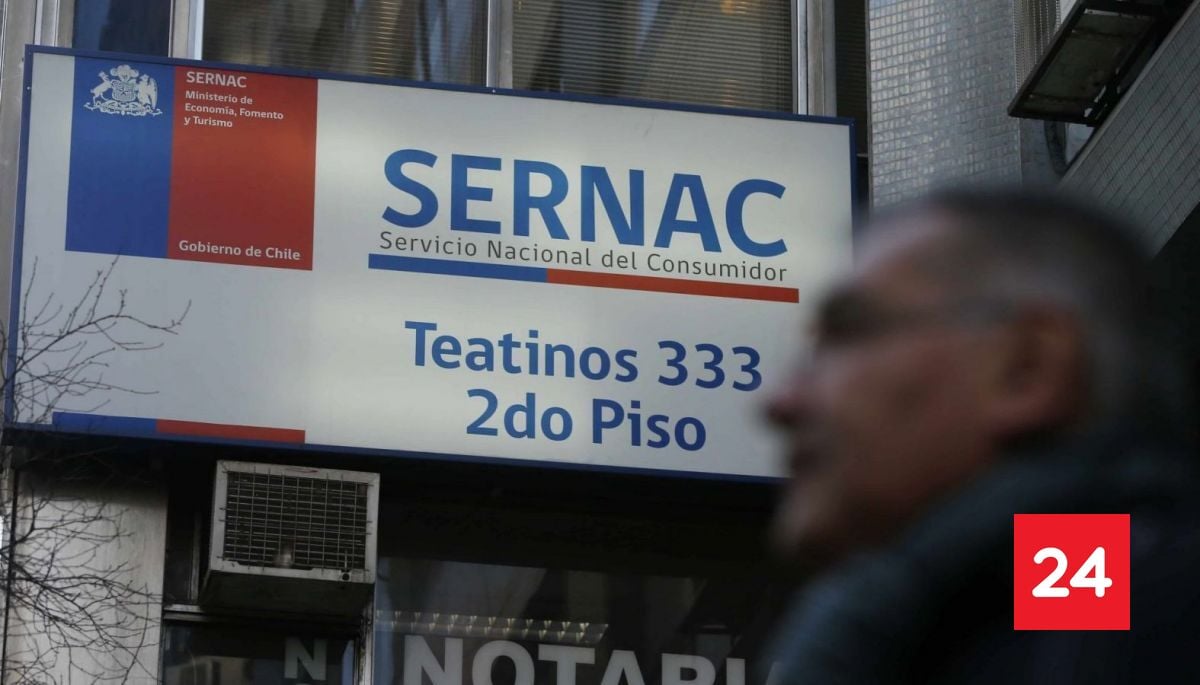 SERNAC
Ministerio de
Economía, Fomento
y Turismo
Gobierno de Chile
SERNAC
Servicio Nacional del Consumidor
Teatinos 333
2do Piso
24
N
NOTARIA